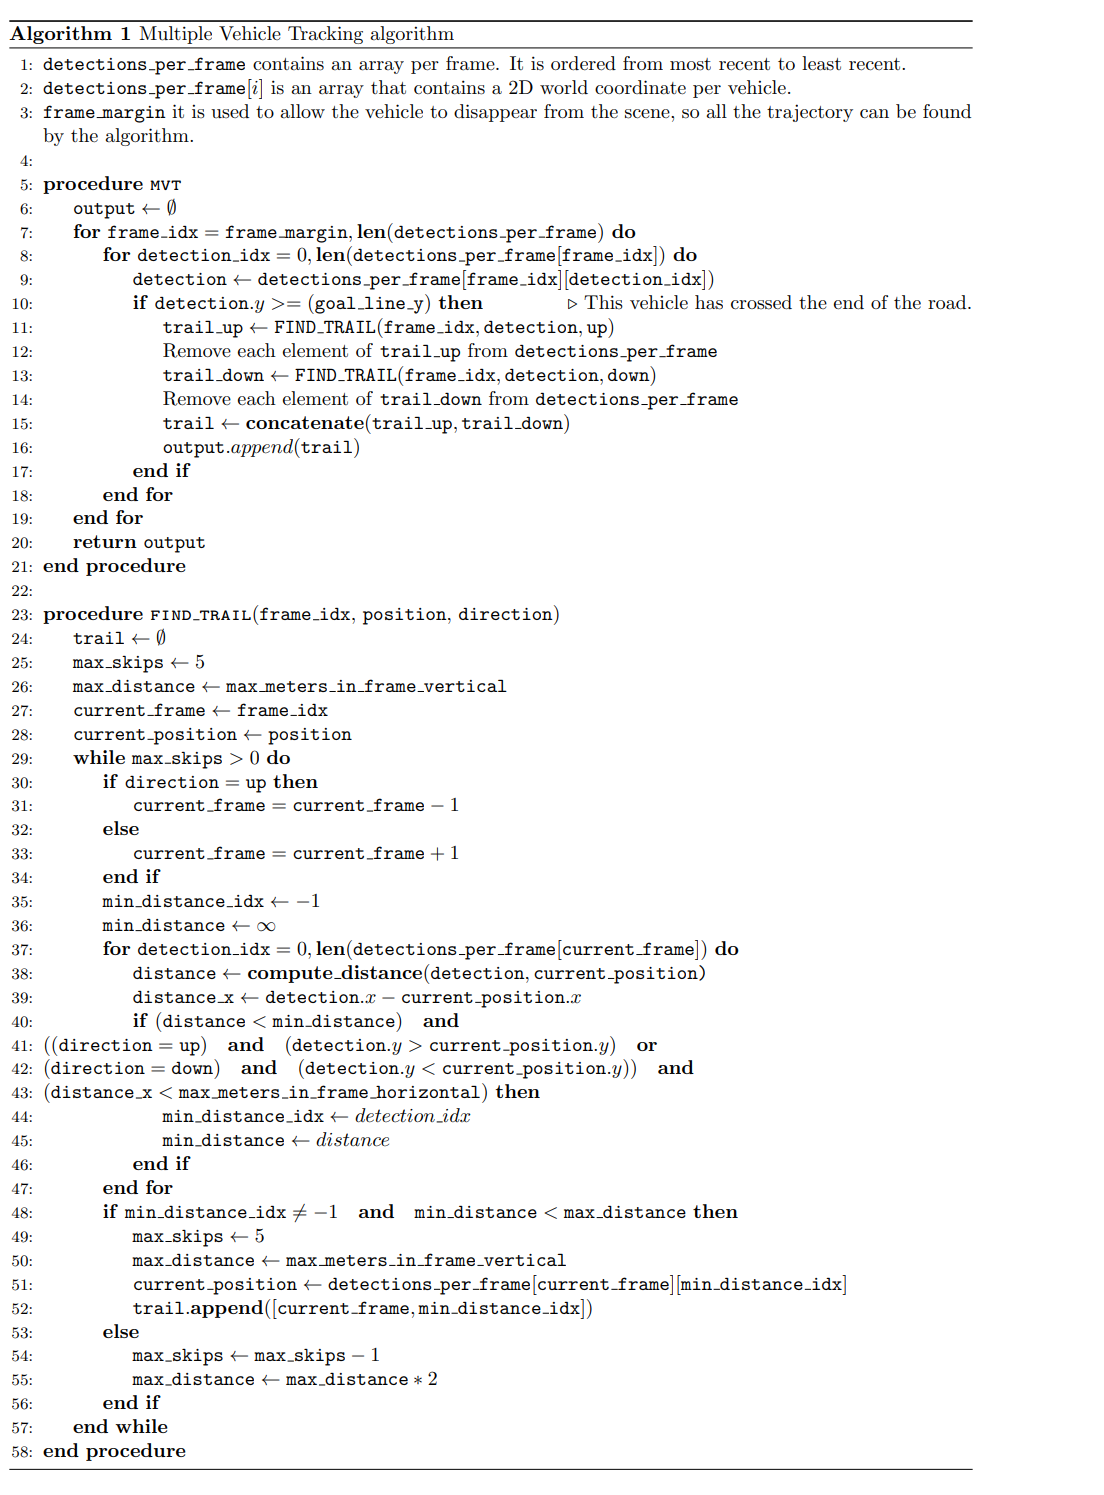 Algorithm 1 Multiple Vehicle Tracking algorithm
1: detections_per_frame contains an array per frame. It is ordered from most recent to least recent.
2: detections_per_frame[i] is an array that contains a 2D world coordinate per vehicle.
3: frame_margin it is used to allow the vehicle to disappear from the scene, so all the trajectory can be found
by the algorithm.
4:
5: procedure MVT
6: output ← ∅
7: for frame_idx = frame_margin, len(detections_per_frame) do
8: for detection_idx = 0, len(detections_per_frame[frame_idx]) do
9: detection ← detections_per_frame[frame_idx][detection_idx])
10: if detection.y >= (goal_line_y) then ▷ This vehicle has crossed the end of the road.
11: trail_up ← FIND_TRAIL(frame_idx, detection, up)
12: Remove each element of trail_up from detections_per_frame
13: trail_down ← FIND_TRAIL(frame_idx, detection, down)
14: Remove each element of trail_down from detections_per_frame
15: trail ← concatenate(trail_up, trail_down)
16: output.append(trail)
17: end if
18: end for
19: end for
20: return output
21: end procedure
22:
23: procedure FIND_TRAIL(frame_idx, position, direction)
24: trail ← ∅
25: max_skips ← 5
26: max_distance ← max_meters_in_frame_vertical
27: current_frame ← frame_idx
28: current_position ← position
29: while max_skips > 0 do
30: if direction = up then
31: current_frame = current_frame − 1
32: else
33: current_frame = current_frame + 1
34: end if
35: min_distance_idx ← −1
36: min_distance ← ∞
37: for detection_idx = 0, len(detections_per_frame[current_frame]) do
38: distance ← compute_distance(detection, current_position)
39: distance_x ← detection.x − current_position.x
40: if (distance < min_distance) and
41: ((direction = up) and (detection.y > current_position.y) or
42: (direction = down) and (detection.y < current_position.y)) and
43: (distance_x < max_meters_in_frame_horizontal) then
44: min_distance_idx ← detection_idx
45: min_distance ← distance
46: end if
47: end for
48: if min_distance_idx ≠ −1 and min_distance < max_distance then
49: max_skips ← 5
50: max_distance ← max_meters_in_frame_vertical
51: current_position ← detections_per_frame[current_frame][min_distance_idx]
52: trail.append([current_frame, min_distance_idx])
53: else
54: max_skips ← max_skips − 1
55: max_distance ← max_distance ∗ 2
56: end if
57: end while
58: end procedure